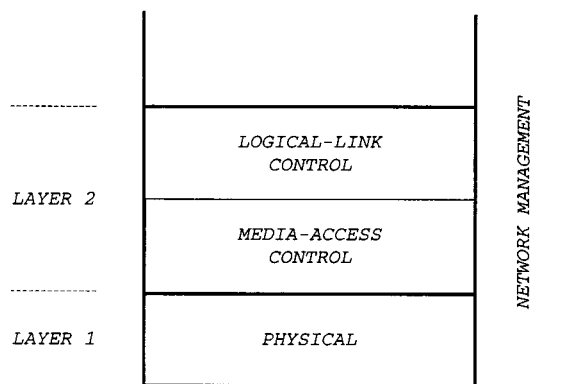 LOGICAL-LINK
CONTROL
LAYER 2
MEDIA-ACCESS
CONTROL
LAYER 1
PHYSICAL
NETWORK MANAGEMENT